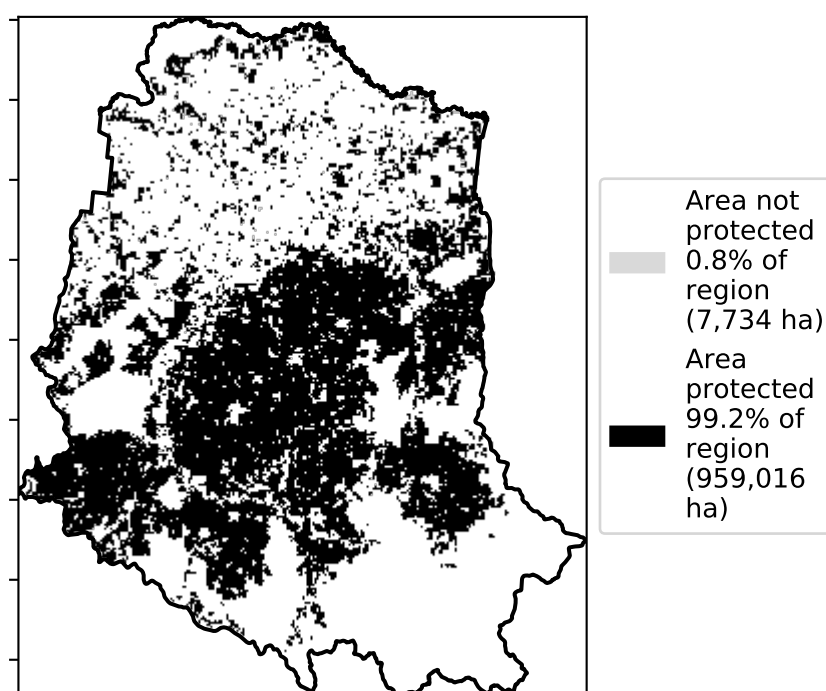 Area not
protected
0.8% of
region
(7,734 ha)
Area
protected
99.2% of
region
(959,016
ha)